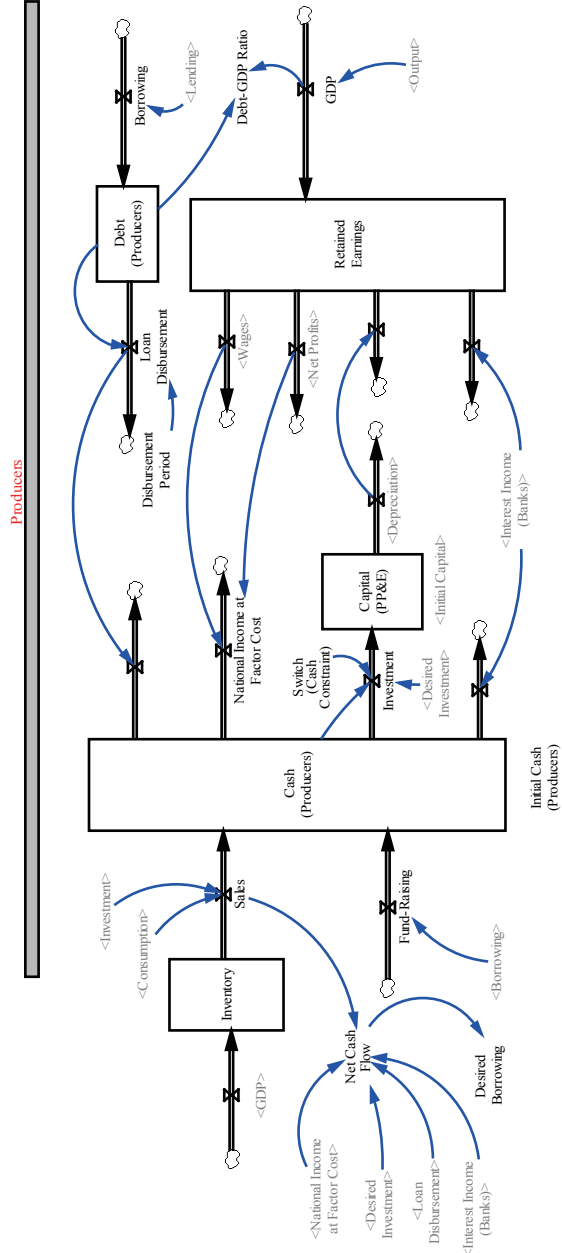 Producers
Borrowing
<Lending>
Debt-GDP Ratio
GDP
<Output>
Debt
(Producers)
Retained
Earnings
Loan
Disbursement
Disbursement
Period
<Wages>
<Net Profits>
<Depreciation>
<Interest Income
(Banks)>
National Income at
Factor Cost
Capital
(PP&E)
<Initial Capital>
Switch
(Cash
Constraint)
Investment
<Desired
Investment>
Cash
(Producers)
Initial Cash
(Producers)
<Investment>
<Consumption>
Sales
Fund-Raising
<Borrowing>
Inventory
<GDP>
Net Cash
Flow
Desired
Borrowing
<National Income
at Factor Cost>
<Desired
Investment>
<Loan
Disbursement>
<Interest Income
(Banks)>